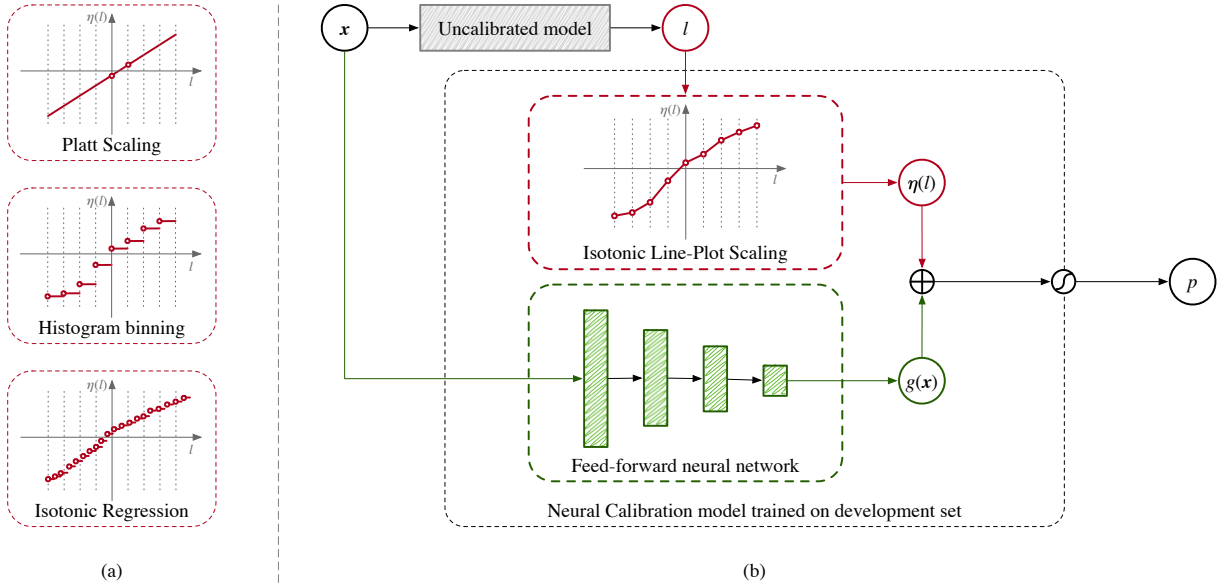 η(l)
l
Platt Scaling
η(l)
l
Histogram binning
η(l)
l
Isotonic Regression
(a)
x
Uncalibrated model
l
η(l)
l
Isotonic Line-Plot Scaling
η(l)
p
g(x)
Feed-forward neural network
Neural Calibration model trained on development set
(b)